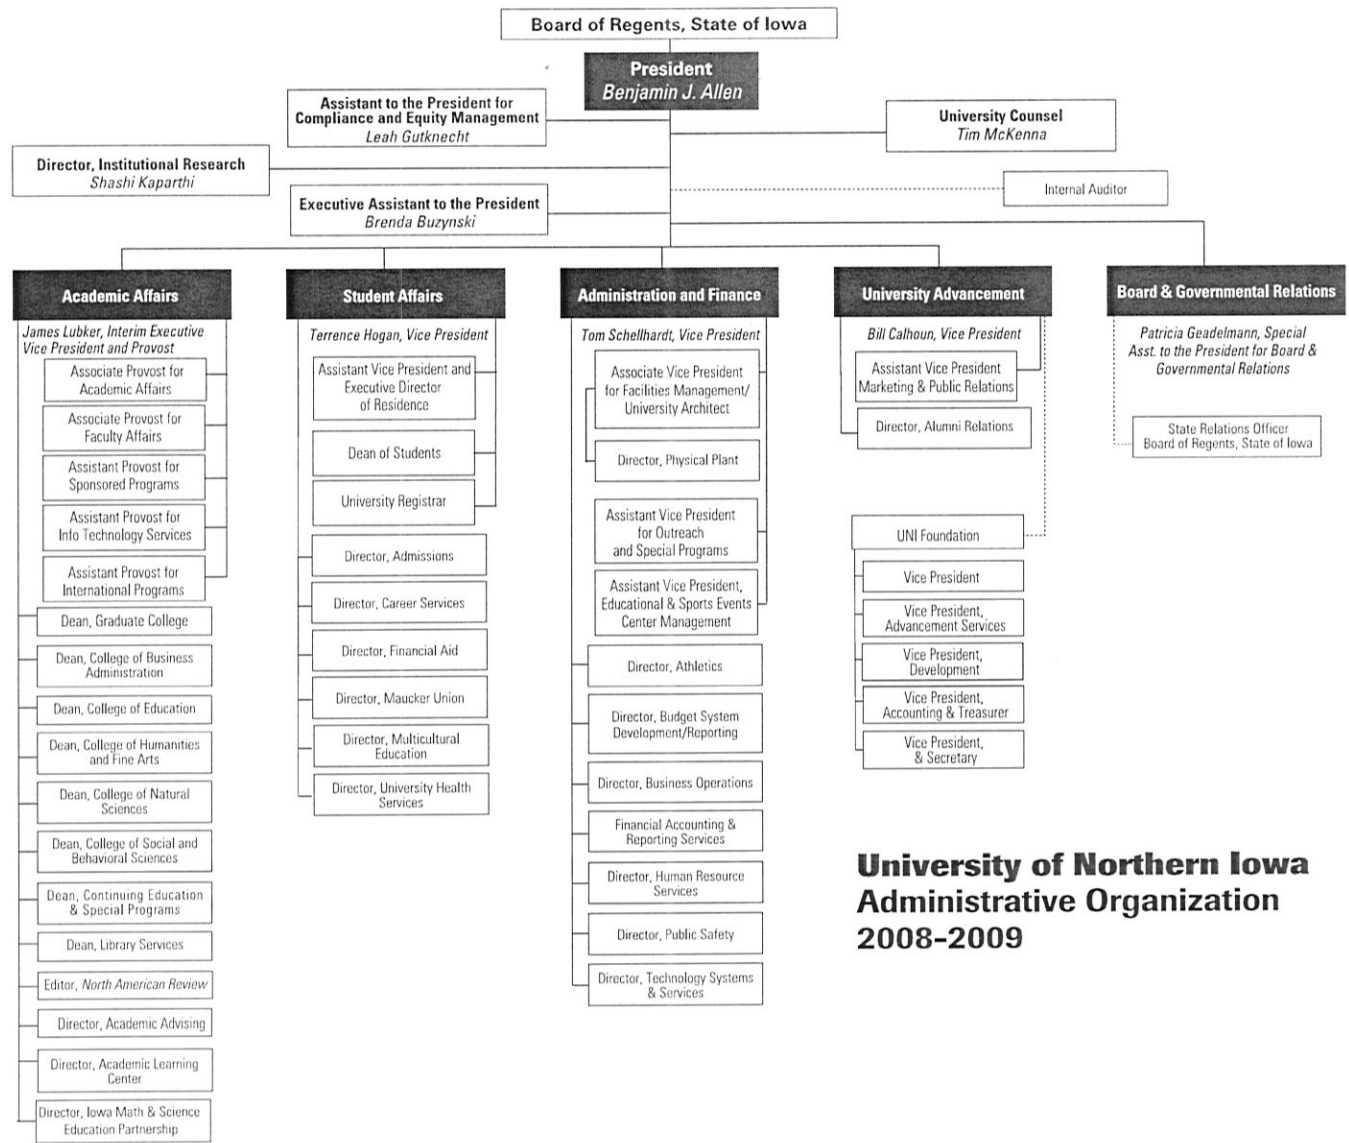 Board of Regents, State of Iowa
President
Benjamin J. Allen
Assistant to the President for
Compliance and Equity Management
Leah Gutknecht
University Counsel
Tim McKenna
Director, Institutional Research
Shashi Kaparthi
Internal Auditor
Executive Assistant to the President
Brenda Buzynski
Academic Affairs
James Lubker, Interim Executive
Vice President and Provost
Associate Provost for
Academic Affairs
Associate Provost for
Faculty Affairs
Assistant Provost for
Sponsored Programs
Assistant Provost for
Info Technology Services
Assistant Provost for
International Programs
Dean, Graduate College
Dean, College of Business
Administration
Dean, College of Education
Dean, College of Humanities
and Fine Arts
Dean, College of Natural
Sciences
Dean, College of Social and
Behavioral Sciences
Dean, Continuing Education
& Special Programs
Dean, Library Services
Editor, North American Review
Director, Academic Advising
Director, Academic Learning
Center
Director, Iowa Math & Science
Education Partnership
Student Affairs
Terrence Hogan, Vice President
Assistant Vice President and
Executive Director
of Residence
Dean of Students
University Registrar
Director, Admissions
Director, Career Services
Director, Financial Aid
Director, Maucker Union
Director, Multicultural
Education
Director, University Health
Services
Administration and Finance
Tom Schellhardt, Vice President
Associate Vice President
for Facilities Management/
University Architect
Director, Physical Plant
Assistant Vice President
for Outreach
and Special Programs
Assistant Vice President,
Educational & Sports Events
Center Management
Director, Athletics
Director, Budget System
Development/Reporting
Director, Business Operations
Financial Accounting &
Reporting Services
Director, Human Resource
Services
Director, Public Safety
Director, Technology Systems
& Services
University Advancement
Bill Calhoun, Vice President
Assistant Vice President
Marketing & Public Relations
Director, Alumni Relations
UNI Foundation
Vice President
Vice President,
Advancement Services
Vice President,
Development
Vice President,
Accounting & Treasurer
Vice President,
& Secretary
Board & Governmental Relations
Patricia Geadelmann, Special
Asst. to the President for Board &
Governmental Relations
State Relations Officer
Board of Regents, State of Iowa
University of Northern Iowa
Administrative Organization
2008-2009